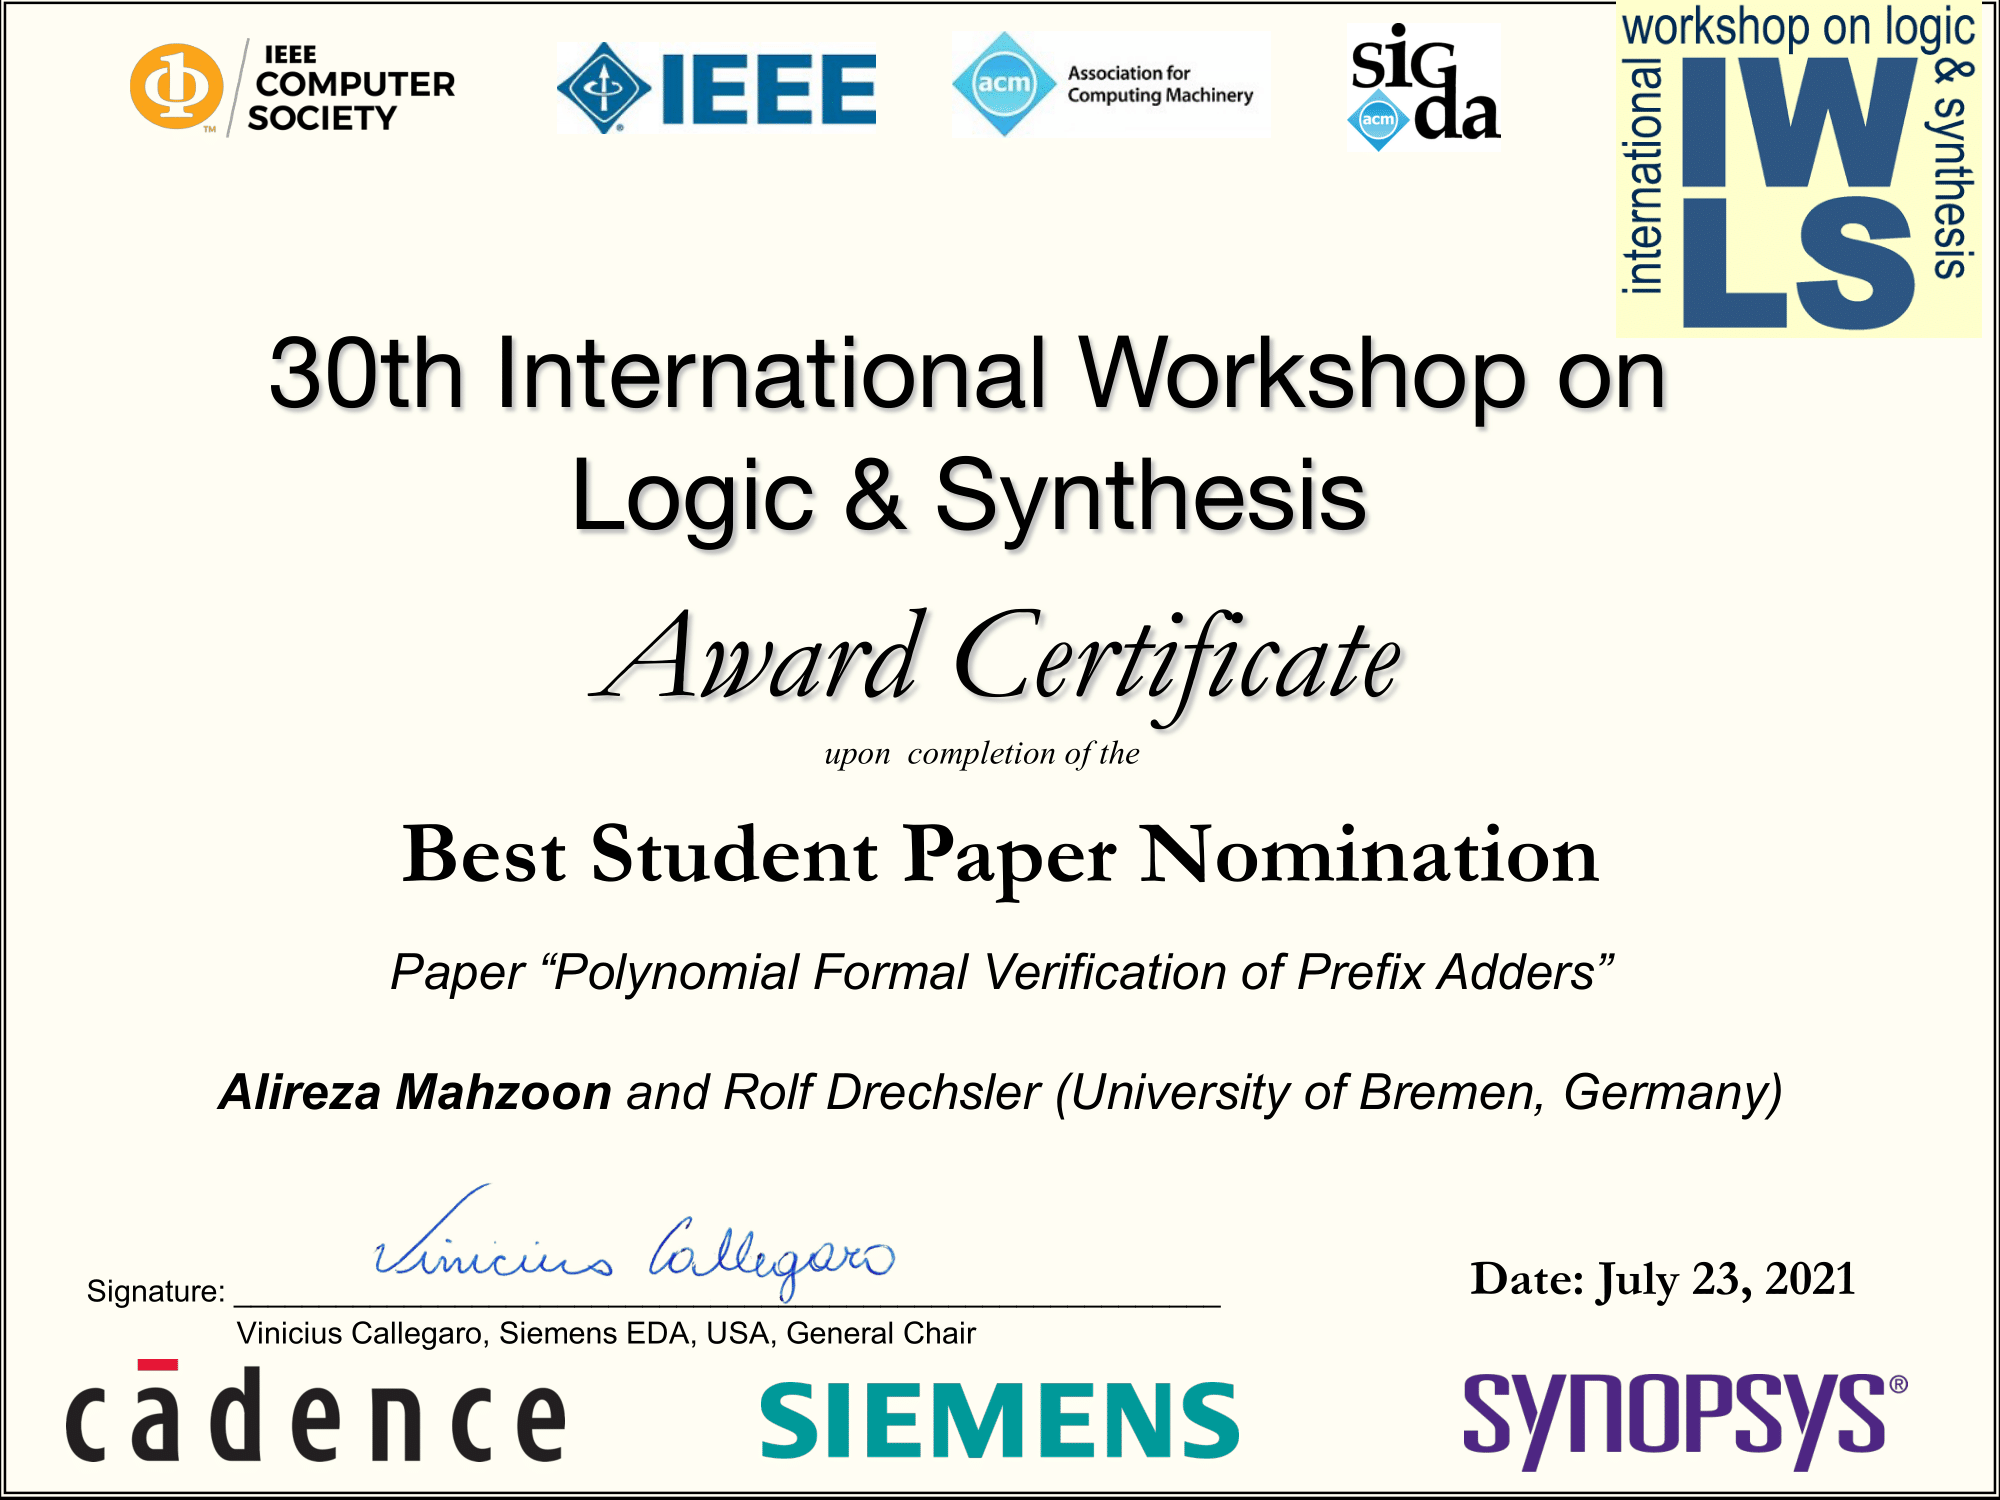 IEEE
COMPUTER
SOCIETY
TM
IEEE
®
acm
Association for
Computing Machinery
sig
da
acm
workshop on logic
& synthesis
international
IW
LS
30th International Workshop on
Logic & Synthesis
Award Certificate
upon completion of the
Best Student Paper Nomination
Paper “Polynomial Formal Verification of Prefix Adders”
Alireza Mahzoon and Rolf Drechsler (University of Bremen, Germany)
Vinicius Callegaro
Signature:
Date: July 23, 2021
Vinicius Callegaro, Siemens EDA, USA, General Chair
cādence
SIEMENS
SYNOPSYS®